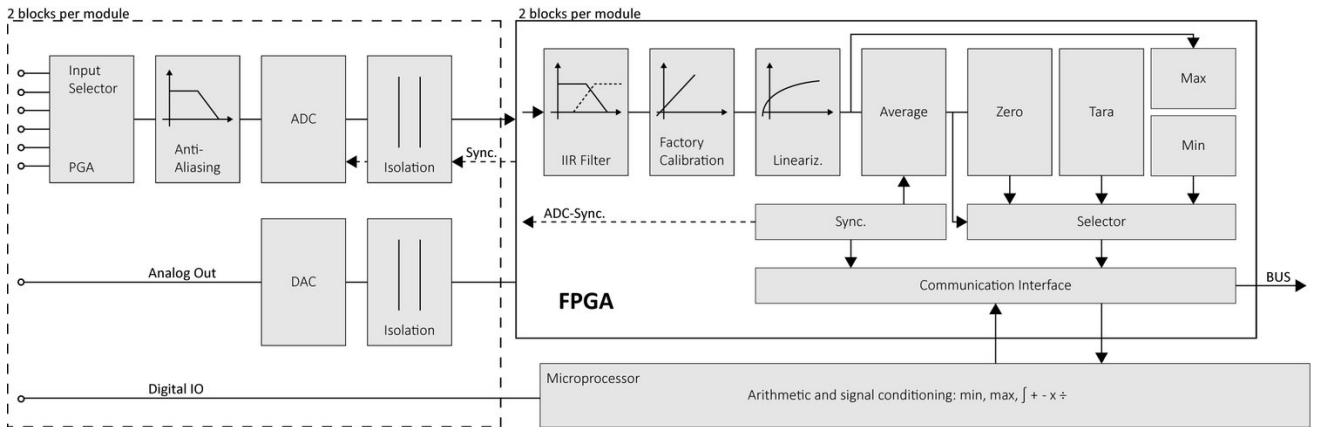 2 blocks per module
2 blocks per module
Input
Selector
PGA
Anti-
Aliasing
ADC
Isolation
Sync.
IIR Filter
Factory
Calibration
Lineariz.
Average
Zero
Tara
Max
Min
ADC-Sync.
Sync.
Selector
Analog Out
DAC
Isolation
FPGA
Communication Interface
BUS
Digital IO
Microprocessor
Arithmetic and signal conditioning: min, max, ∫ + - x ÷